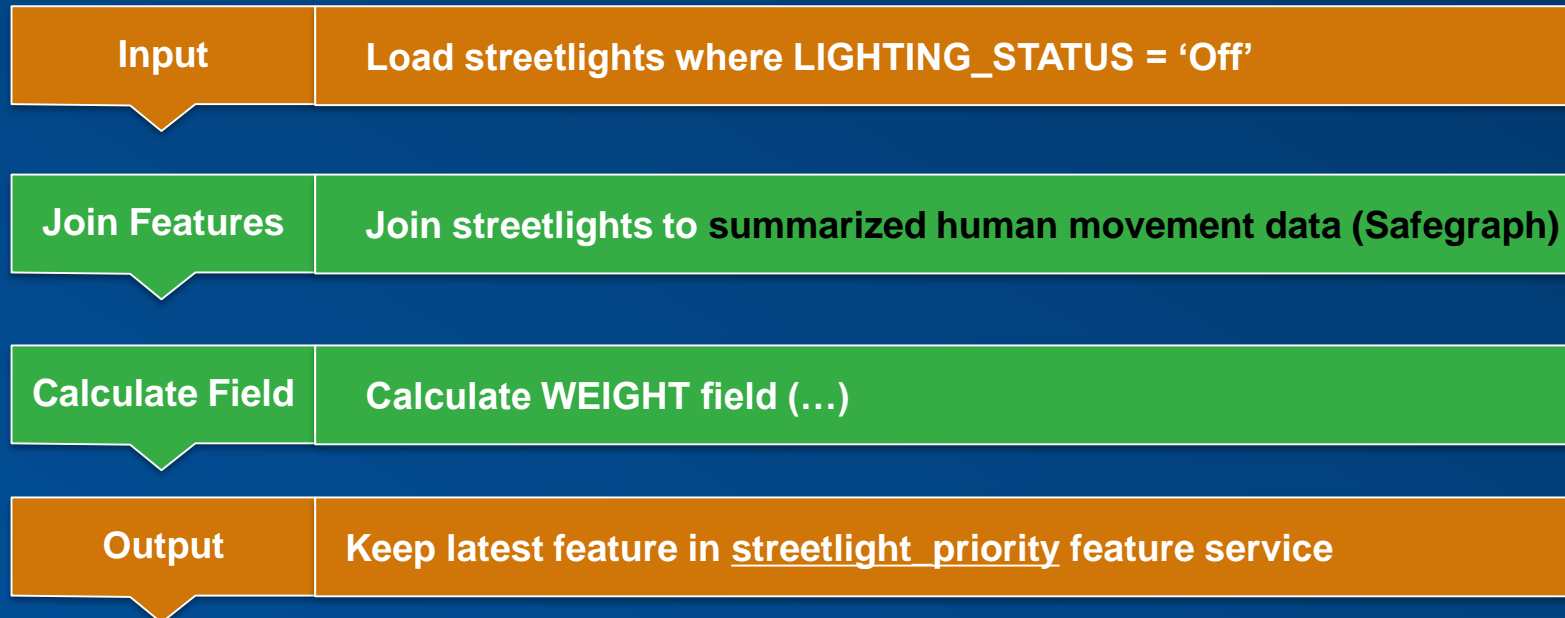 Input
Load streetlights where LIGHTING_STATUS = ‘Off’
Join Features
Join streetlights to summarized human movement data (Safegraph)
Calculate Field
Calculate WEIGHT field (…)
Output
Keep latest feature in streetlight_priority feature service